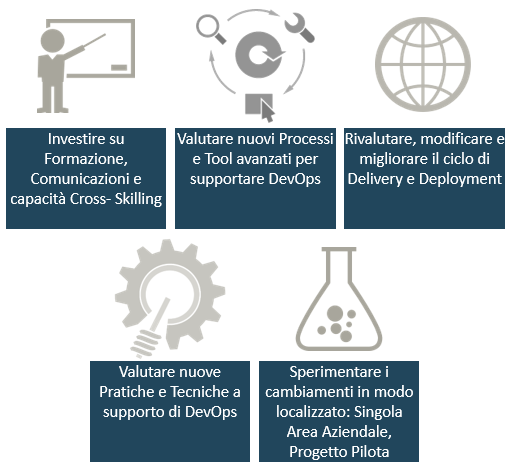 Investire su
Formazione,
Comunicazioni e
capacità Cross- Skilling
Valutare nuovi Processi
e Tool avanzati per
supportare DevOps
Rivalutare, modificare e
migliorare il ciclo di
Delivery e Deployment
Valutare nuove
Pratiche e Tecniche a
supporto di DevOps
Sperimentare i
cambiamenti in modo
localizzato: Singola
Area Aziendale,
Progetto Pilota